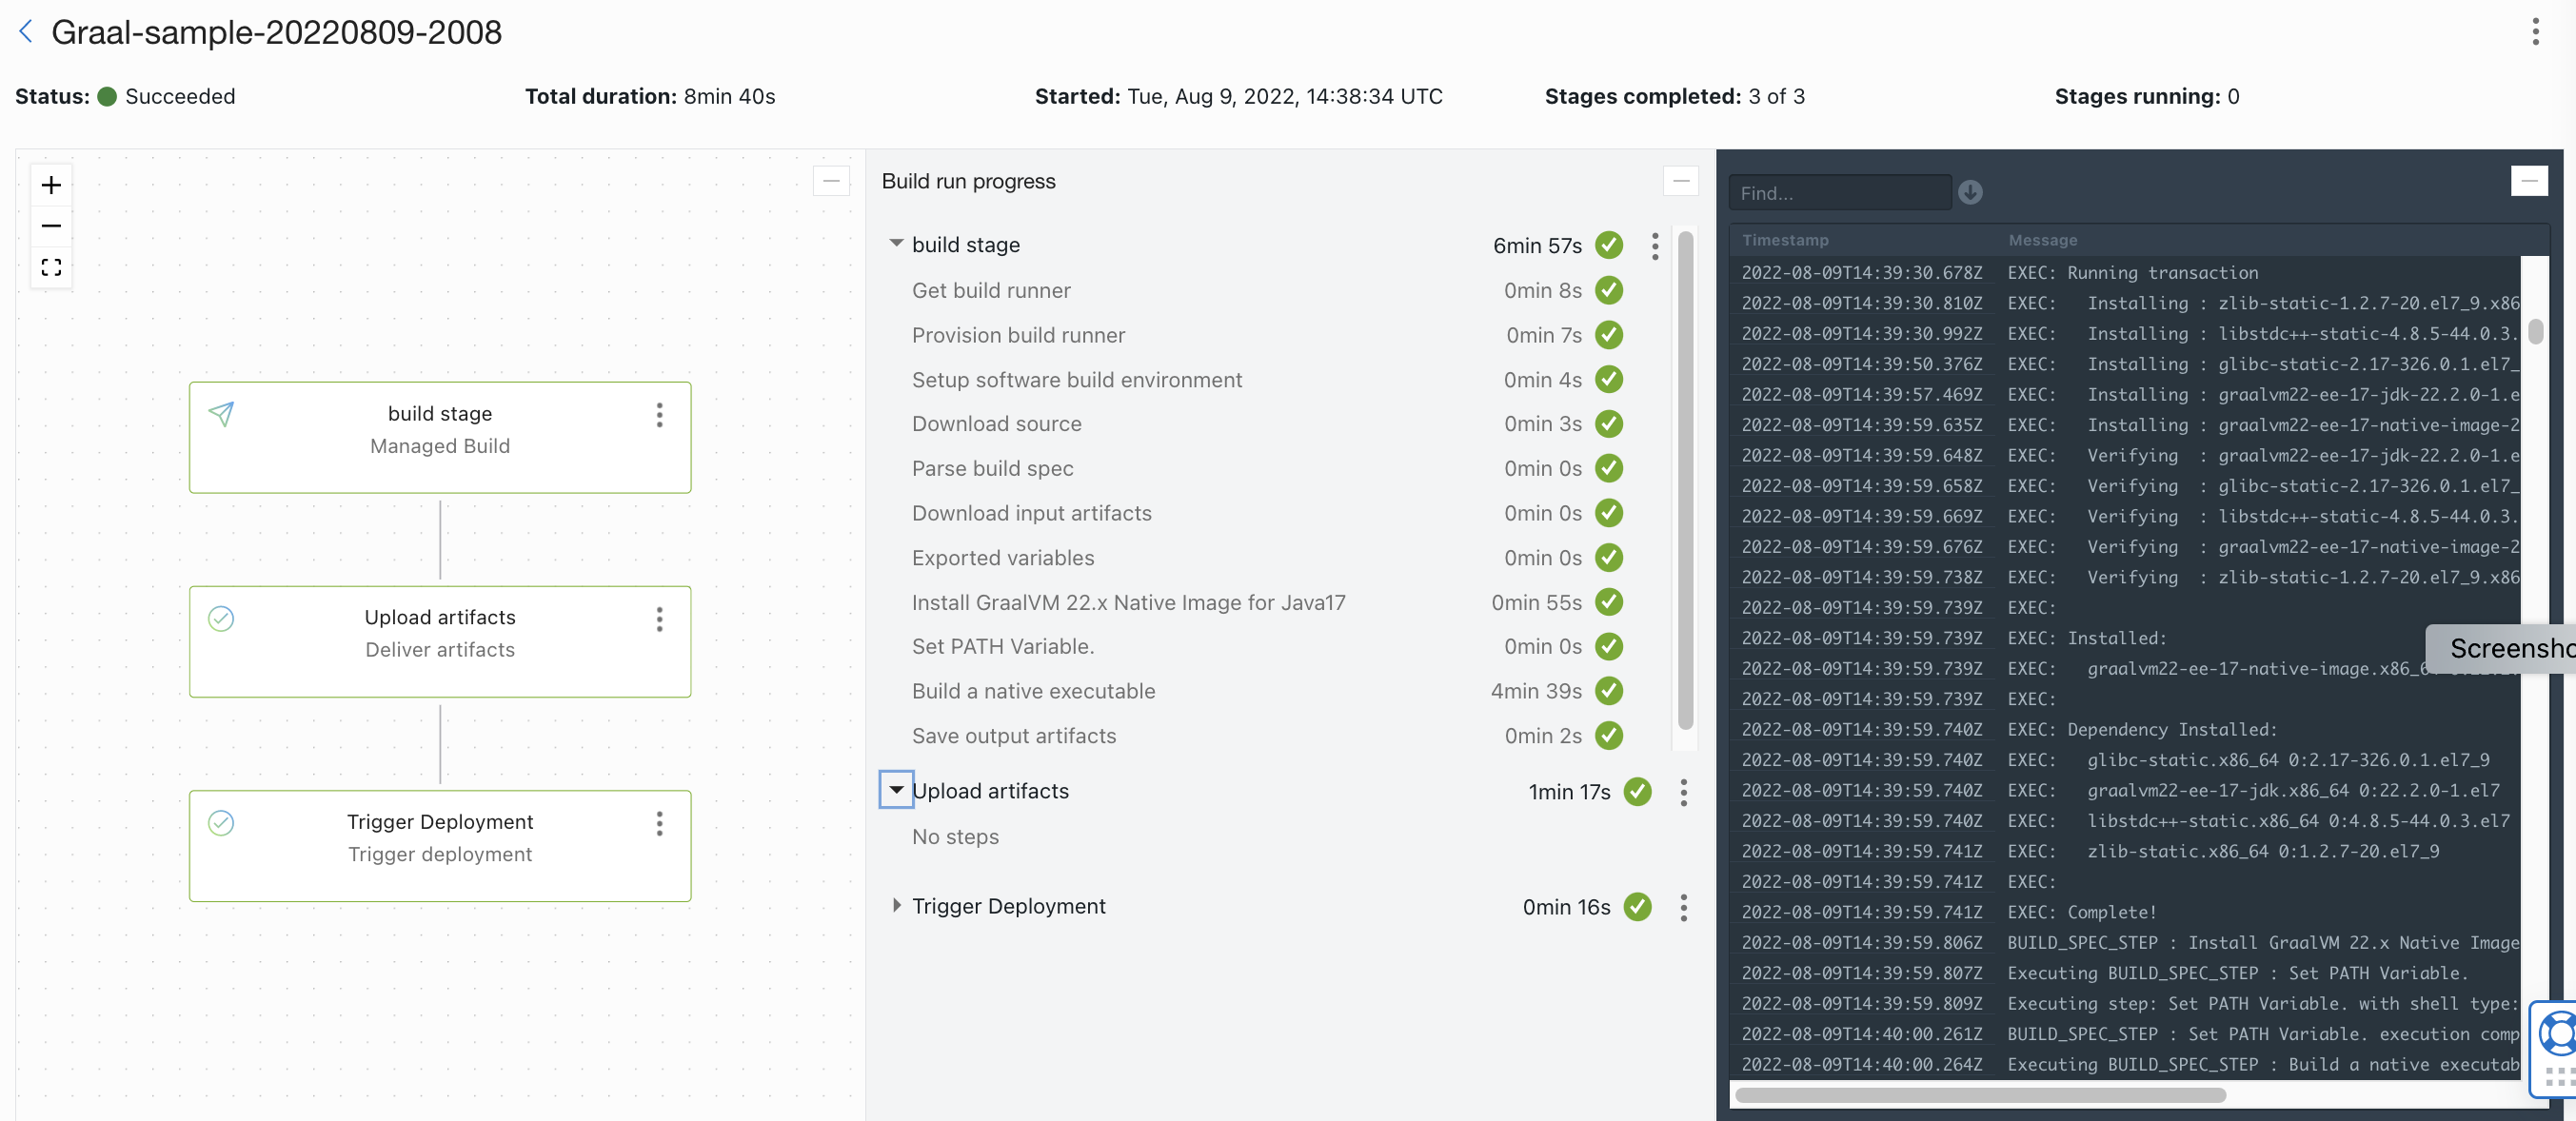 Graal-sample-20220809-2008
Status: Succeeded
Total duration: 8min 40s
Started: Tue, Aug 9, 2022, 14:38:34 UTC
Stages completed: 3 of 3
Stages running: 0
build stage
Managed Build
Upload artifacts
Deliver artifacts
Trigger Deployment
Trigger deployment
Build run progress
build stage 6min 57s
Get build runner 0min 8s
Provision build runner 0min 7s
Setup software build environment 0min 4s
Download source 0min 3s
Parse build spec 0min 0s
Download input artifacts 0min 0s
Exported variables 0min 0s
Install GraalVM 22.x Native Image for Java17 0min 55s
Set PATH Variable. 0min 0s
Build a native executable 4min 39s
Save output artifacts 0min 2s
Upload artifacts 1min 17s
No steps
Trigger Deployment 0min 16s
Find...
Timestamp Message
2022-08-09T14:39:30.678Z EXEC: Running transaction
2022-08-09T14:39:30.810Z EXEC: Installing : zlib-static-1.2.7-20.el7_9.x86
2022-08-09T14:39:30.992Z EXEC: Installing : libstdc++-static-4.8.5-44.0.3.
2022-08-09T14:39:50.376Z EXEC: Installing : glibc-static-2.17-326.0.1.el7_
2022-08-09T14:39:57.469Z EXEC: Installing : graalvm22-ee-17-jdk-22.2.0-1.e
2022-08-09T14:39:59.635Z EXEC: Installing : graalvm22-ee-17-native-image-2
2022-08-09T14:39:59.648Z EXEC: Verifying : graalvm22-ee-17-jdk-22.2.0-1.e
2022-08-09T14:39:59.658Z EXEC: Verifying : glibc-static-2.17-326.0.1.el7_
2022-08-09T14:39:59.669Z EXEC: Verifying : libstdc++-static-4.8.5-44.0.3.
2022-08-09T14:39:59.676Z EXEC: Verifying : graalvm22-ee-17-native-image-2
2022-08-09T14:39:59.738Z EXEC: Verifying : zlib-static-1.2.7-20.el7_9.x86
2022-08-09T14:39:59.739Z EXEC:
2022-08-09T14:39:59.739Z EXEC: Installed:
Screensho
2022-08-09T14:39:59.739Z EXEC: graalvm22-ee-17-native-image.x86_6
2022-08-09T14:39:59.739Z EXEC:
2022-08-09T14:39:59.740Z EXEC: Dependency Installed:
2022-08-09T14:39:59.740Z EXEC: glibc-static.x86_64 0:2.17-326.0.1.el7_9
2022-08-09T14:39:59.740Z EXEC: graalvm22-ee-17-jdk.x86_64 0:22.2.0-1.el7
2022-08-09T14:39:59.740Z EXEC: libstdc++-static.x86_64 0:4.8.5-44.0.3.el7
2022-08-09T14:39:59.741Z EXEC: zlib-static.x86_64 0:1.2.7-20.el7_9
2022-08-09T14:39:59.741Z EXEC:
2022-08-09T14:39:59.741Z EXEC: Complete!
2022-08-09T14:39:59.806Z BUILD_SPEC_STEP : Install GraalVM 22.x Native Image
2022-08-09T14:39:59.807Z Executing BUILD_SPEC_STEP : Set PATH Variable.
2022-08-09T14:39:59.809Z Executing step: Set PATH Variable. with shell type:
2022-08-09T14:40:00.261Z BUILD_SPEC_STEP : Set PATH Variable. execution comp
2022-08-09T14:40:00.264Z Executing BUILD_SPEC_STEP : Build a native executab